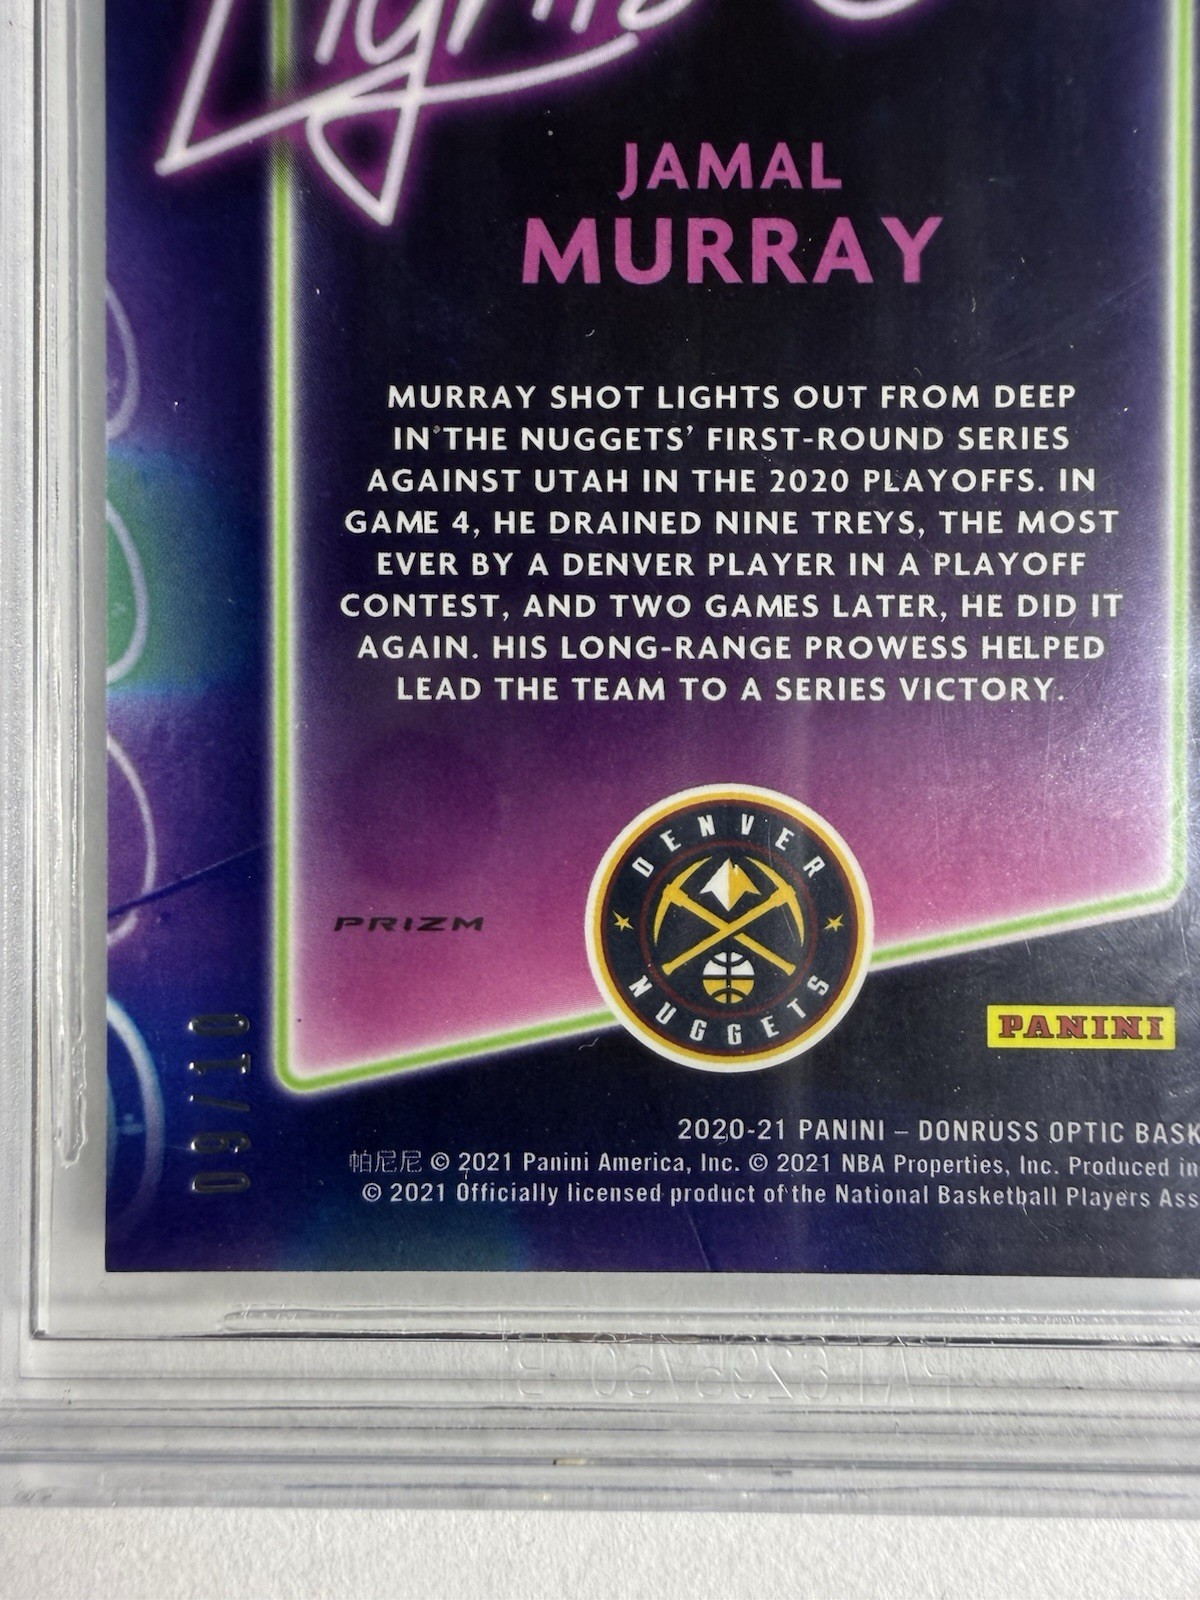 Lights
JAMAL
MURRAY
MURRAY SHOT LIGHTS OUT FROM DEEP
IN THE NUGGETS' FIRST-ROUND SERIES
AGAINST UTAH IN THE 2020 PLAYOFFS. IN
GAME 4, HE DRAINED NINE TREYS, THE MOST
EVER BY A DENVER PLAYER IN A PLAYOFF
CONTEST, AND TWO GAMES LATER, HE DID IT
AGAIN. HIS LONG-RANGE PROWESS HELPED
LEAD THE TEAM TO A SERIES VICTORY.
DENVER
NUGGETS
PRIZM
09/10
PANINI
2020-21 PANINI – DONRUSS OPTIC BASK
帕尼尼 © 2021 Panini America, Inc. © 2021 NBA Properties, Inc. Produced in
© 2021 Officially licensed product of the National Basketball Players Ass